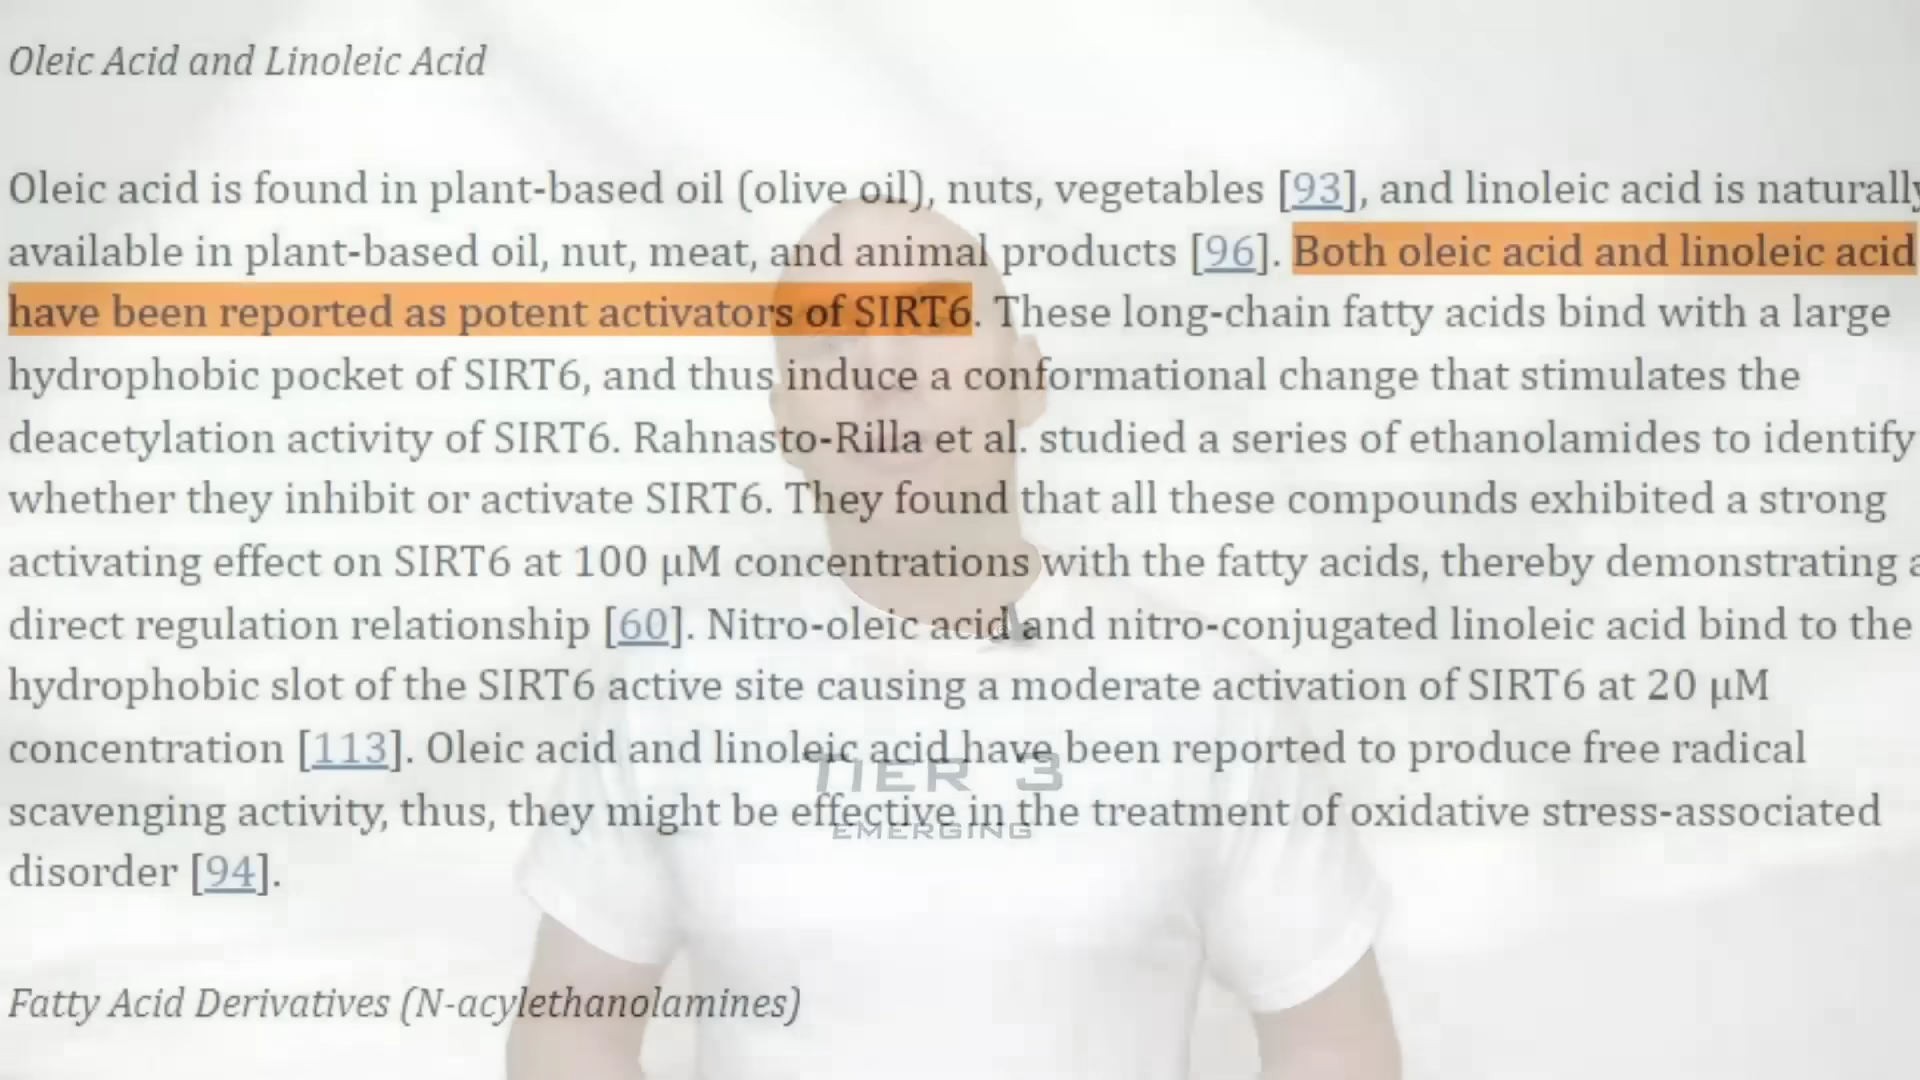 Oleic Acid and Linoleic Acid
Oleic acid is found in plant-based oil (olive oil), nuts, vegetables [93], and linoleic acid is naturally
available in plant-based oil, nut, meat, and animal products [96]. Both oleic acid and linoleic acid
have been reported as potent activators of SIRT6. These long-chain fatty acids bind with a large
hydrophobic pocket of SIRT6, and thus induce a conformational change that stimulates the
deacetylation activity of SIRT6. Rahnasto-Rilla et al. studied a series of ethanolamides to identify
whether they inhibit or activate SIRT6. They found that all these compounds exhibited a strong
activating effect on SIRT6 at 100 µM concentrations with the fatty acids, thereby demonstrating a
direct regulation relationship [60]. Nitro-oleic acid and nitro-conjugated linoleic acid bind to the
hydrophobic slot of the SIRT6 active site causing a moderate activation of SIRT6 at 20 µM
concentration [113]. Oleic acid and linoleic acid have been reported to produce free radical
TIER 3
scavenging activity, thus, they might be effective in the treatment of oxidative stress-associated
EMERGING
disorder [94].
Fatty Acid Derivatives (N-acylethanolamines)